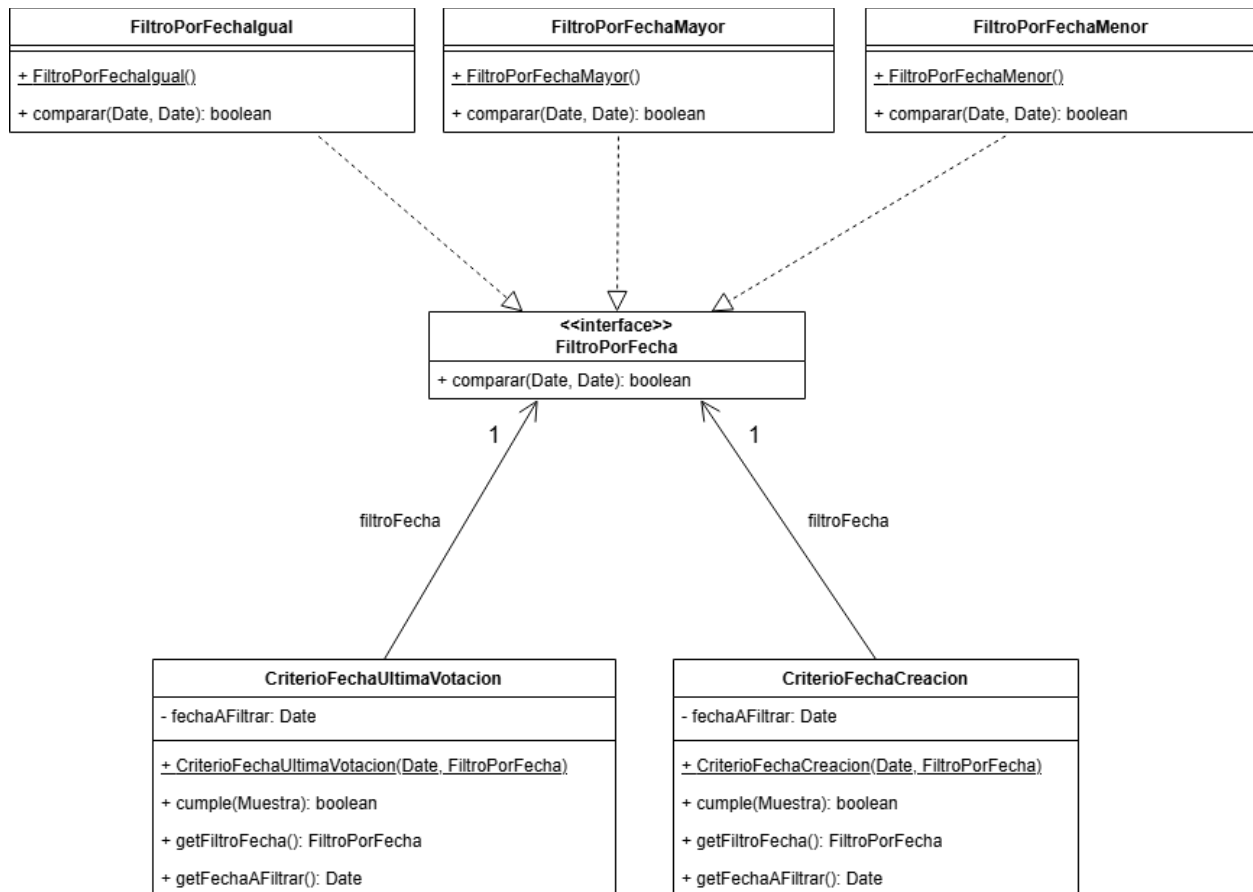 FiltroPorFechaIgual
+ FiltroPorFechaIgual()
+ comparar(Date, Date): boolean
FiltroPorFechaMayor
+ FiltroPorFechaMayor()
+ comparar(Date, Date): boolean
FiltroPorFechaMenor
+ FiltroPorFechaMenor()
+ comparar(Date, Date): boolean
<<interface>>
FiltroPorFecha
+ comparar(Date, Date): boolean
1
1
filtroFecha
filtroFecha
CriterioFechaUltimaVotacion
- fechaAFiltrar: Date
+ CriterioFechaUltimaVotacion(Date, FiltroPorFecha)
+ cumple(Muestra): boolean
+ getFiltroFecha(): FiltroPorFecha
+ getFechaAFiltrar(): Date
CriterioFechaCreacion
- fechaAFiltrar: Date
+ CriterioFechaCreacion(Date, FiltroPorFecha)
+ cumple(Muestra): boolean
+ getFiltroFecha(): FiltroPorFecha
+ getFechaAFiltrar(): Date